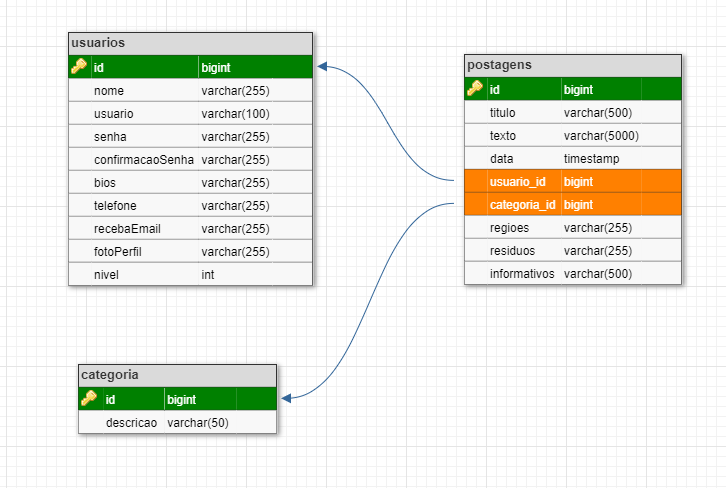 usuarios
id bigint
nome varchar(255)
usuario varchar(100)
senha varchar(255)
confirmacaoSenha varchar(255)
bios varchar(255)
telefone varchar(255)
recebaEmail varchar(255)
fotoPerfil varchar(255)
nivel int
postagens
id bigint
titulo varchar(500)
texto varchar(5000)
data timestamp
usuario_id bigint
categoria_id bigint
regioes varchar(255)
residuos varchar(255)
informativos varchar(500)
categoria
id bigint
descricao varchar(50)